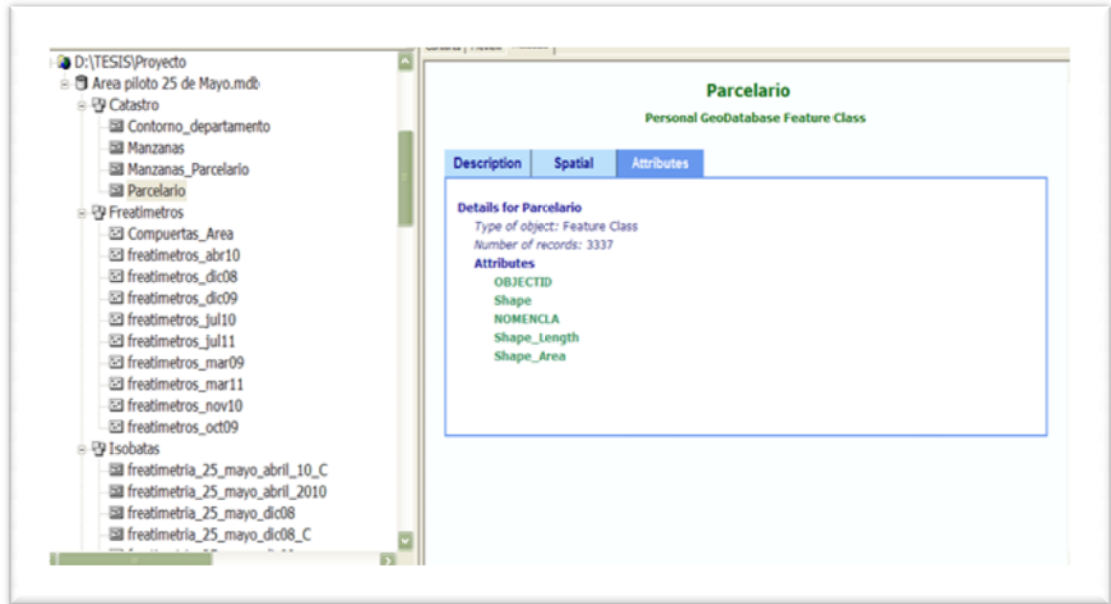 D:\TESIS\Proyecto
Area piloto 25 de Mayo.mdb
Catastro
Contorno_departamento
Manzanas
Manzanas_Parcelario
Parcelario
Freatimetros
Compuertas_Area
freatimetros_abr10
freatimetros_dic08
freatimetros_dic09
freatimetros_jul10
freatimetros_jul11
freatimetros_mar09
freatimetros_mar11
freatimetros_nov10
freatimetros_oct09
Isobatas
freatimetria_25_mayo_abril_10_C
freatimetria_25_mayo_abril_2010
freatimetria_25_mayo_dic08
freatimetria_25_mayo_dic08_C
Parcelario
Personal GeoDatabase Feature Class
Description Spatial Attributes
Details for Parcelario
Type of object: Feature Class
Number of records: 3337
Attributes
OBJECTID
Shape
NOMENCLA
Shape_Length
Shape_Area